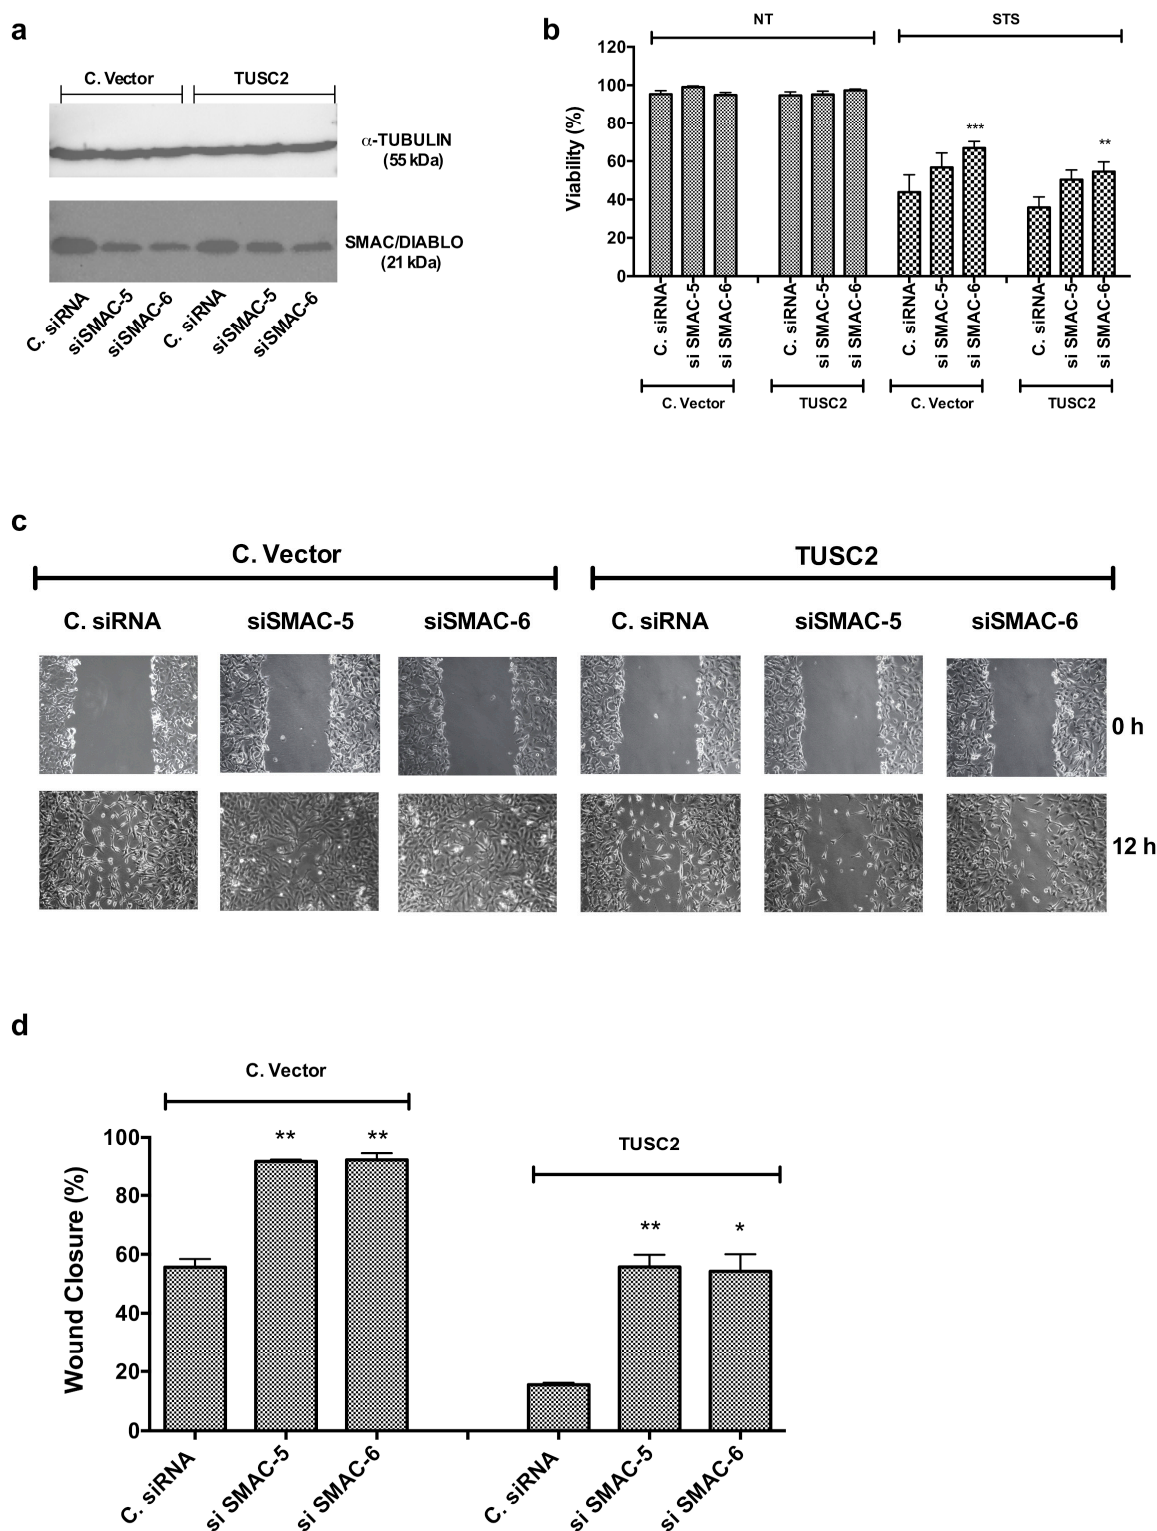 a
C. Vector TUSC2
α-TUBULIN
(55 kDa)
SMAC/DIABLO
(21 kDa)
C. siRNA siSMAC-5 siSMAC-6 C. siRNA siSMAC-5 siSMAC-6
b
NT STS
Viability (%)
120
100
80
60
40
20
0
***
**
C. siRNA si SMAC-5 si SMAC-6 C. siRNA si SMAC-5 si SMAC-6 C. siRNA si SMAC-5 si SMAC-6 C. siRNA si SMAC-5 si SMAC-6
C. Vector TUSC2 C. Vector TUSC2
c
C. Vector TUSC2
C. siRNA siSMAC-5 siSMAC-6 C. siRNA siSMAC-5 siSMAC-6
0 h
12 h
d
C. Vector
TUSC2
Wound Closure (%)
100
80
60
40
20
0
** **
** *
C. siRNA si SMAC-5 si SMAC-6 C. siRNA si SMAC-5 si SMAC-6